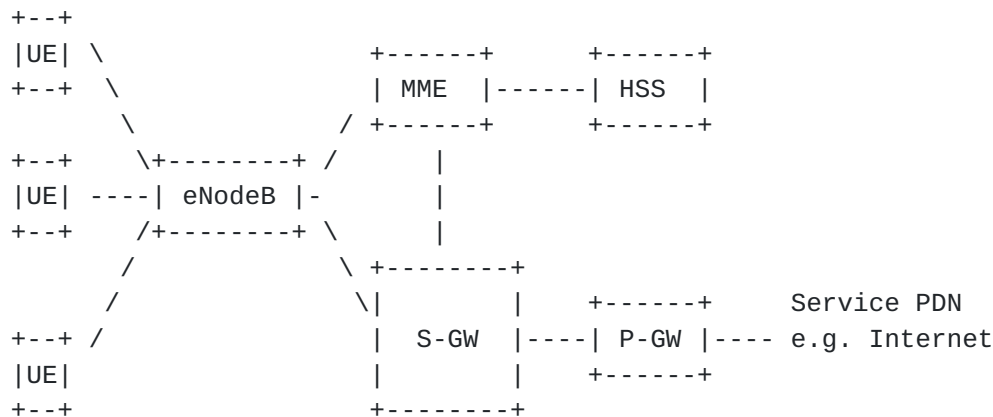 UE
MME HSS
UE eNodeB
Service PDN
S-GW P-GW e.g. Internet
UE